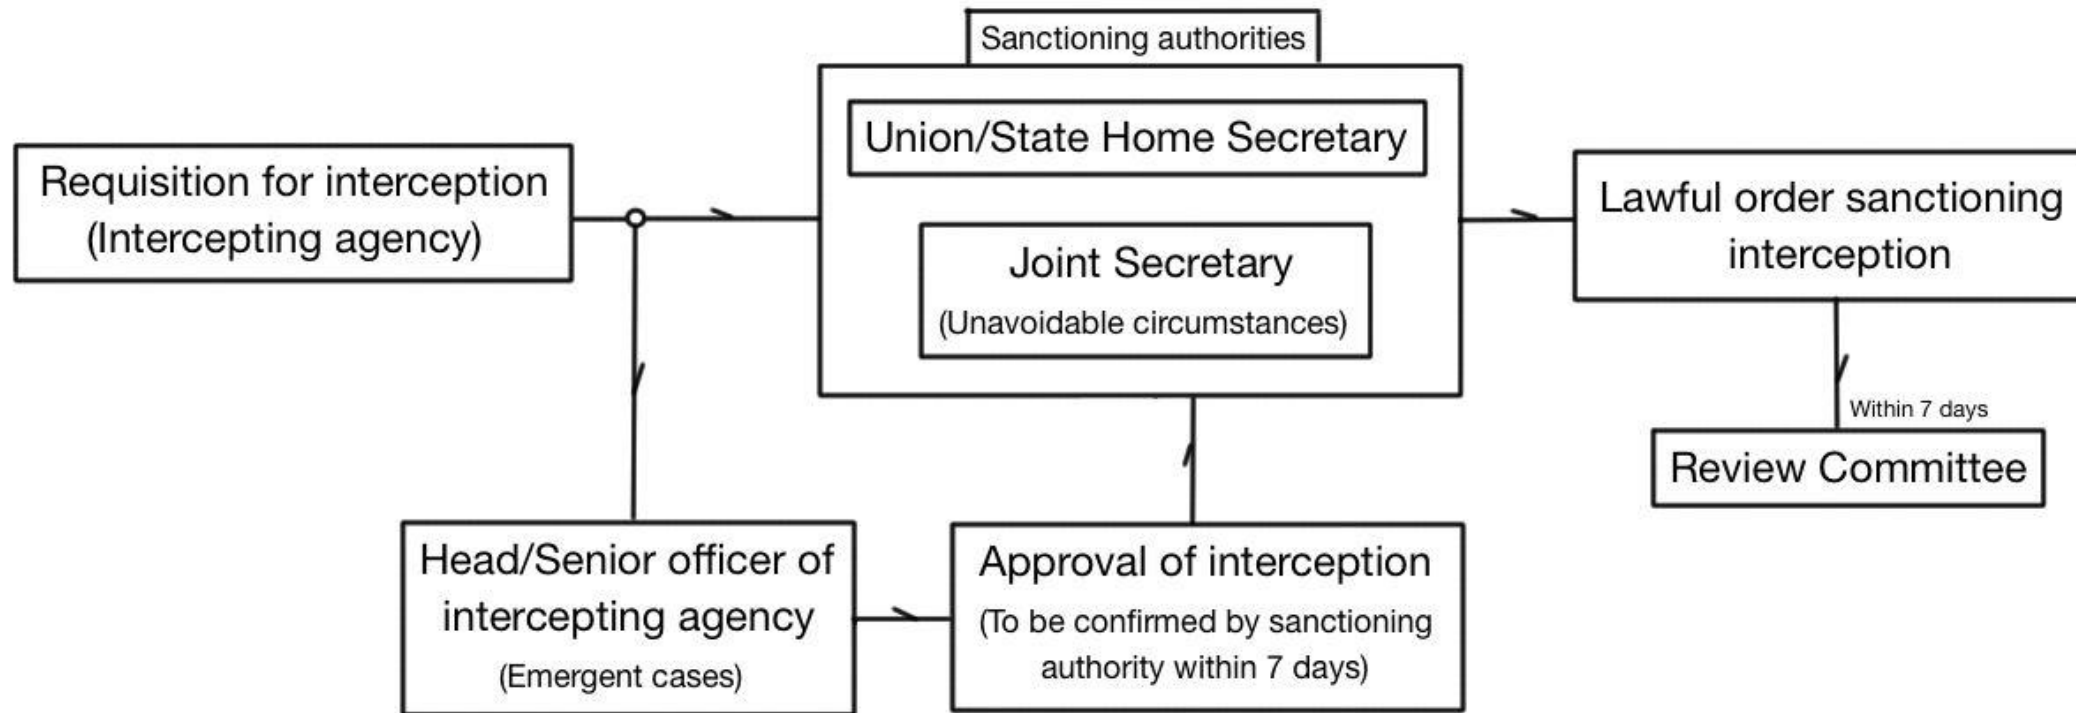 Sanctioning authorities
Union/State Home Secretary
Joint Secretary
(Unavoidable circumstances)
Requisition for interception
(Intercepting agency)
Lawful order sanctioning
interception
Within 7 days
Review Committee
Head/Senior officer of
intercepting agency
(Emergent cases)
Approval of interception
(To be confirmed by sanctioning
authority within 7 days)